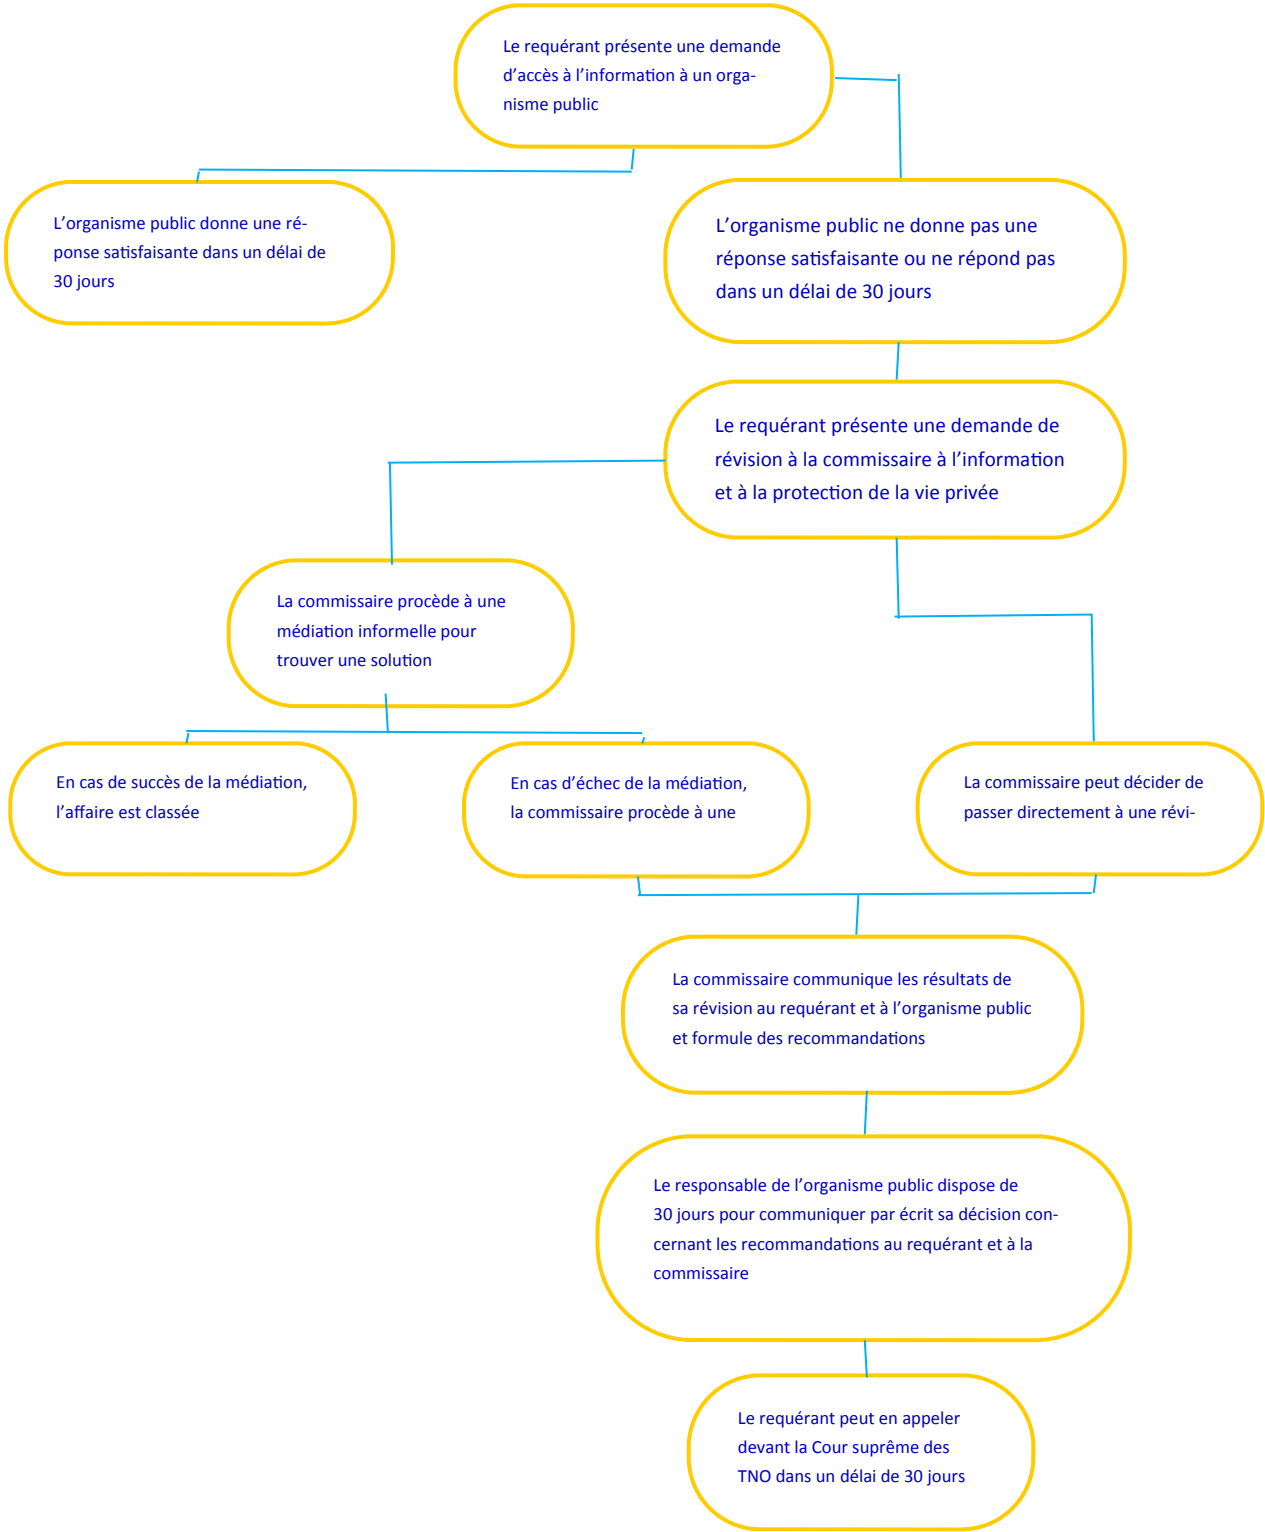 Le requérant présente une demande
d'accès à l'information à un orga-
nisme public
L'organisme public donne une ré-
ponse satisfaisante dans un délai de
30 jours
L'organisme public ne donne pas une
réponse satisfaisante ou ne répond pas
dans un délai de 30 jours
Le requérant présente une demande de
révision à la commissaire à l'information
et à la protection de la vie privée
La commissaire procède à une
médiation informelle pour
trouver une solution
En cas de succès de la médiation,
l'affaire est classée
En cas d'échec de la médiation,
la commissaire procède à une
La commissaire peut décider de
passer directement à une révi-
La commissaire communique les résultats de
sa révision au requérant et à l'organisme public
et formule des recommandations
Le responsable de l'organisme public dispose de
30 jours pour communiquer par écrit sa décision con-
cernant les recommandations au requérant et à la
commissaire
Le requérant peut en appeler
devant la Cour suprême des
TNO dans un délai de 30 jours